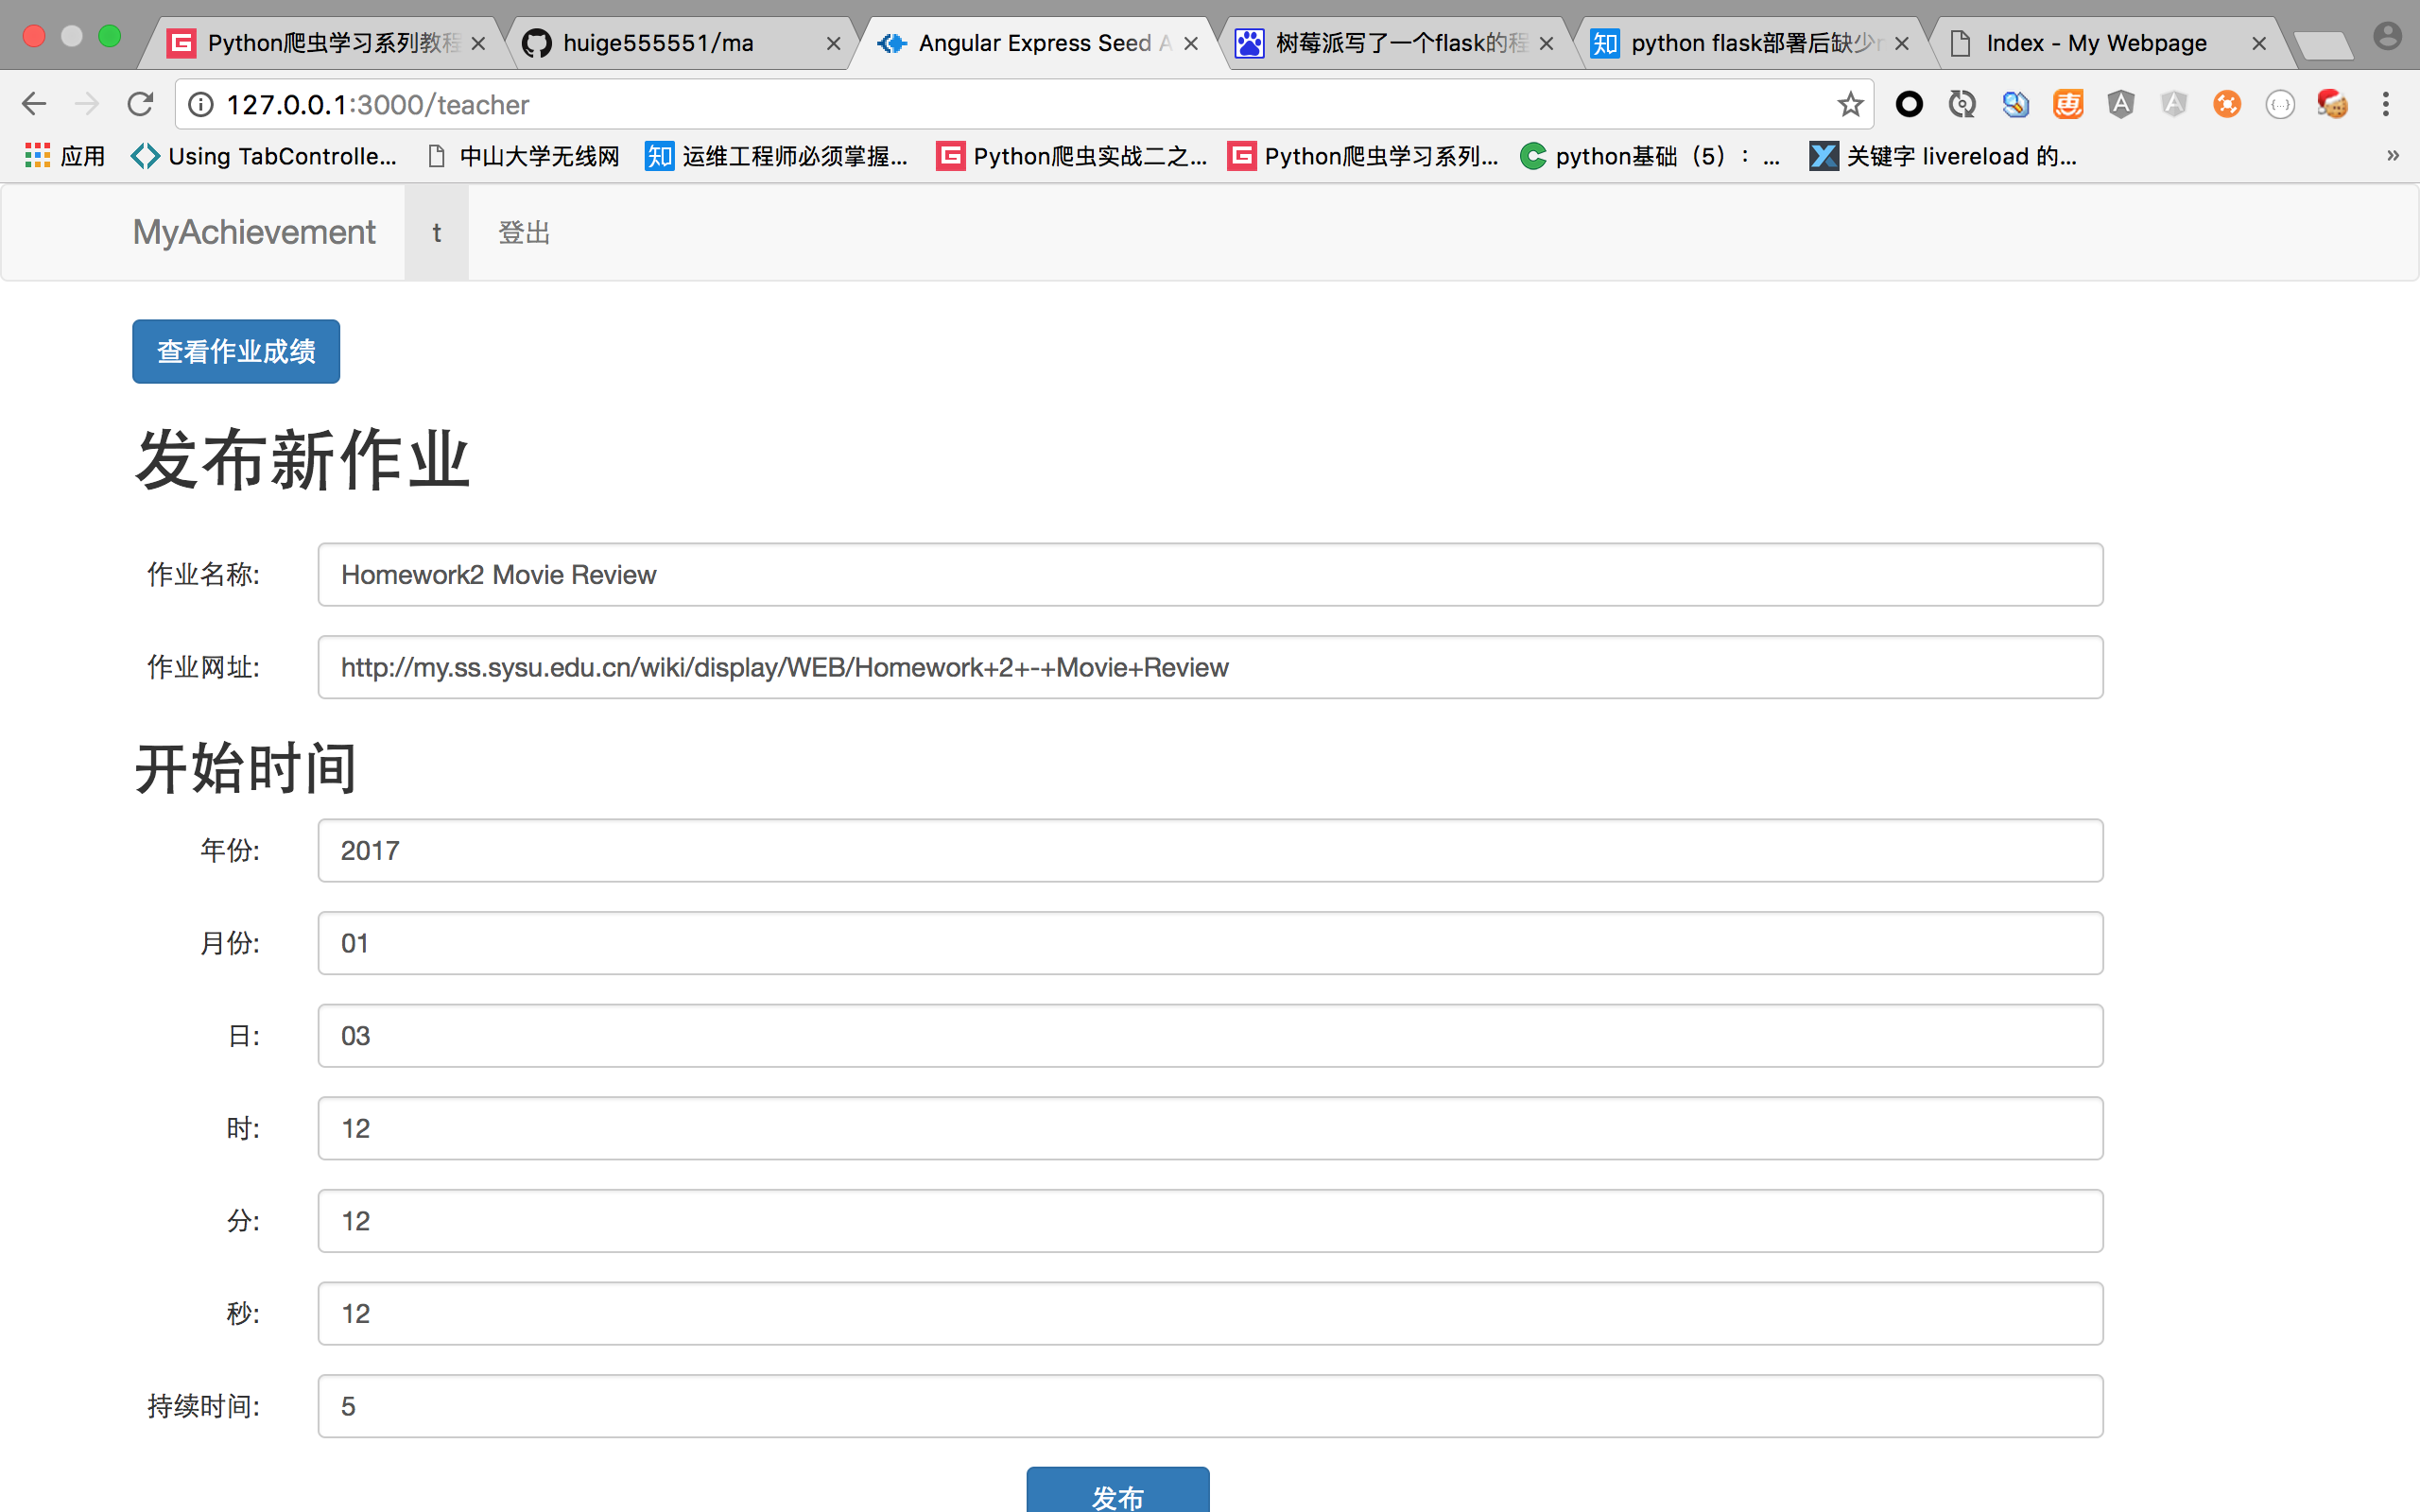 Python爬虫学习系列教程
huige555551/ma
Angular Express Seed A
树莓派写了一个flask的程
python flask部署后缺少
Index - My Webpage
127.0.0.1:3000/teacher
应用
Using TabControlle...
中山大学无线网
知 运维工程师必须掌握...
Python爬虫实战二之...
Python爬虫学习系列...
python基础（5）：...
关键字 livereload 的...
»
MyAchievement
t
登出
查看作业成绩
发布新作业
作业名称: Homework2 Movie Review
作业网址: http://my.ss.sysu.edu.cn/wiki/display/WEB/Homework+2+-+Movie+Review
开始时间
年份: 2017
月份: 01
日: 03
时: 12
分: 12
秒: 12
持续时间: 5
发布